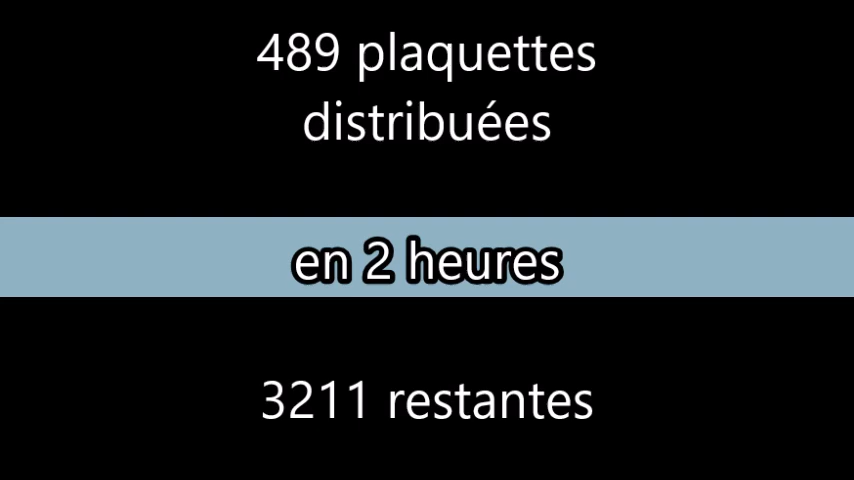 489 plaquettes
distribuées
en 2 heures
3211 restantes